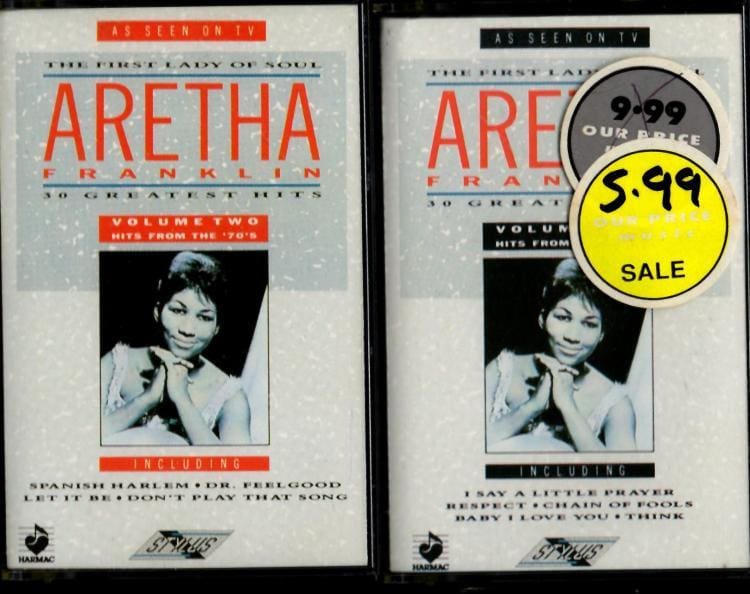 AS SEEN ON TV
THE FIRST LADY OF SOUL
ARETHA
FRANKLIN
30 GREATEST HITS
VOLUME TWO
HITS FROM THE '70'S
INCLUDING
SPANISH HARLEM • DR. FEELGOOD
LET IT BE • DON'T PLAY THAT SONG
HARMAC
STYLUS
AS SEEN ON TV
THE FIRST LAD L
ARE
FRAN
30 GREAT
VOLUM
HITS FROM
9.99
OUR PRICE
5.99
OUR PRICE
music
SALE
INCLUDING
I SAY A LITTLE PRAYER
RESPECT • CHAIN OF FOOLS
BABY I LOVE YOU • THINK
HARMAC
STYLUS